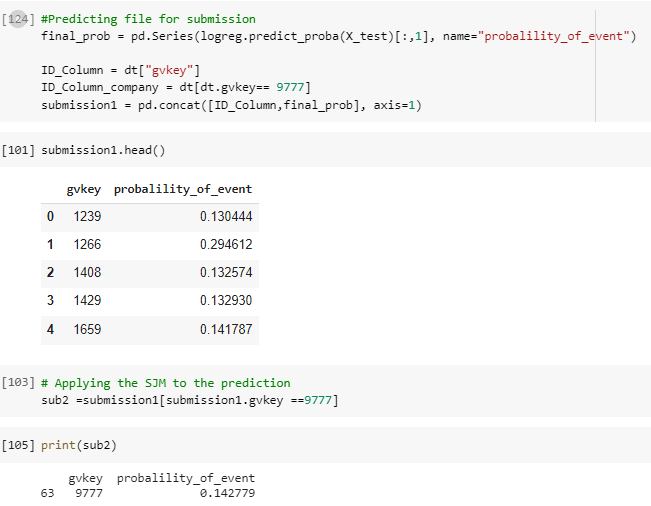 [124] #Predicting file for submission
final_prob = pd.Series(logreg.predict_proba(X_test)[:,1], name="probalility_of_event")
ID_Column = dt["gvkey"]
ID_Column_company = dt[dt.gvkey== 9777]
submission1 = pd.concat([ID_Column,final_prob], axis=1)
[101] submission1.head()
gvkey probalility_of_event
0 1239 0.130444
1 1266 0.294612
2 1408 0.132574
3 1429 0.132930
4 1659 0.141787
[103] # Applying the SJM to the prediction
sub2 =submission1[submission1.gvkey ==9777]
[105] print(sub2)
gvkey probalility_of_event
63 9777 0.142779